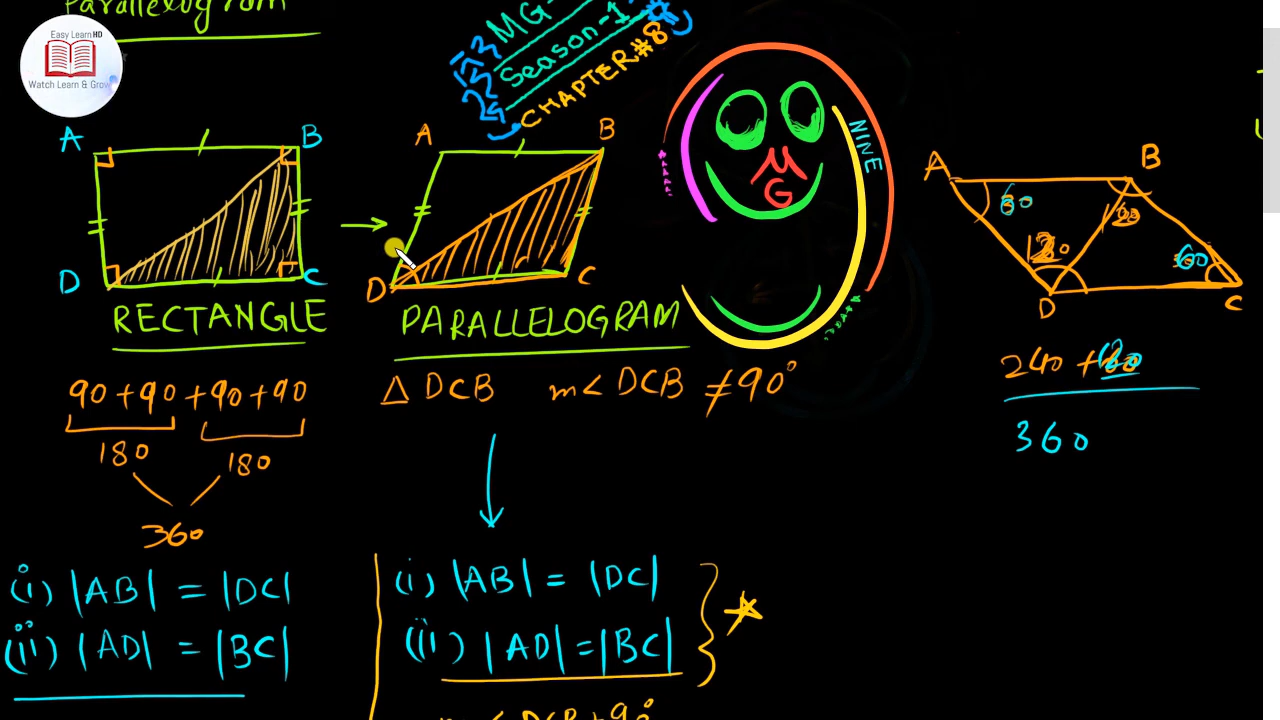 Parallelogram
Easy Learn HD
Watch Learn & Grow
MG-
Season-1
CHAPTER#8
NINE
M
G
A B
D C
RECTANGLE
A B
D C
PARALLELOGRAM
A B
D C
60
60
120
240 +
360
90+90+90+90
180 180
360
△ DCB m< DCB ≠90°
(i) |AB| = |DC|
(ii) |AD| = |BC|
(i) |AB| = |DC|
(ii) |AD|=|BC|
m < DCB ≠ 90°